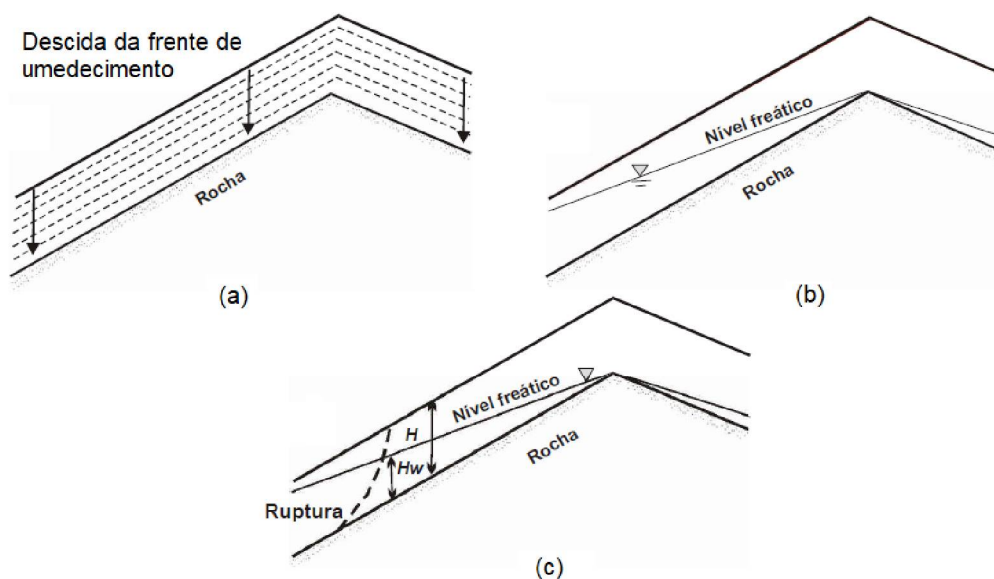 Descida da frente de
umedecimento
Rocha
(a)
Nível freático
Rocha
(b)
Nível freático
H
Hw
Rocha
Ruptura
(c)